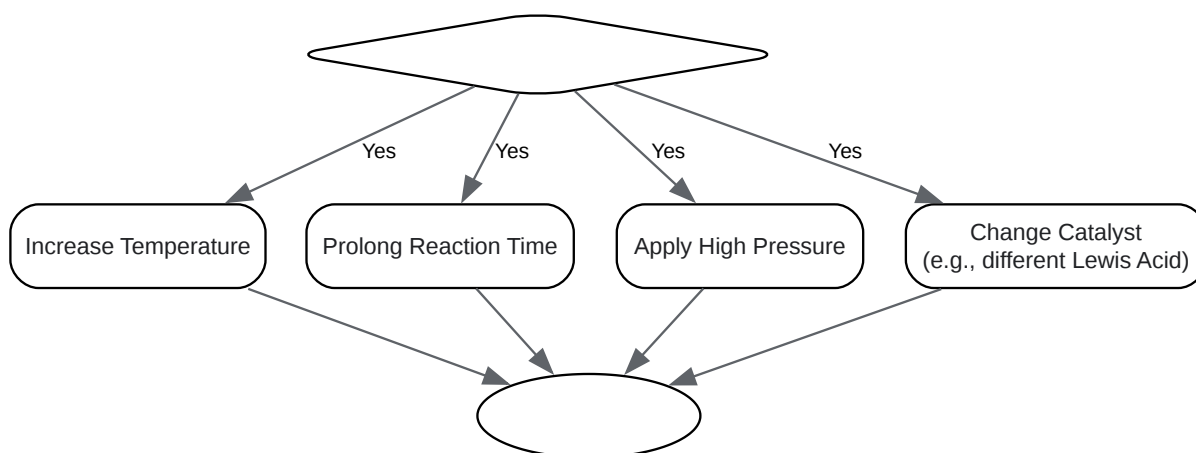 Yes
Yes
Yes
Yes
Increase Temperature
Prolong Reaction Time
Apply High Pressure
Change Catalyst
(e.g., different Lewis Acid)